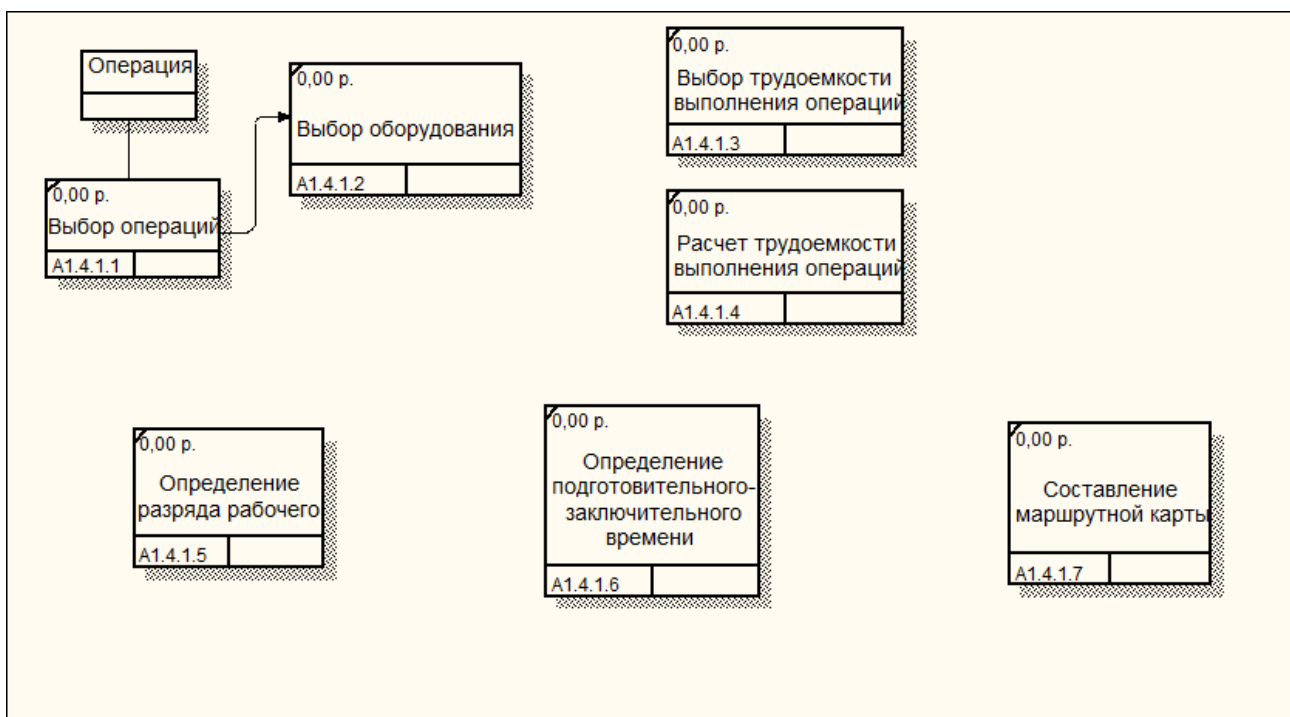 Операция
0,00 р.
Выбор операций
A1.4.1.1
0,00 р.
Выбор оборудования
A1.4.1.2
0,00 р.
Выбор трудоемкости
выполнения операций
A1.4.1.3
0,00 р.
Расчет трудоемкости
выполнения операций
A1.4.1.4
0,00 р.
Определение
разряда рабочего
A1.4.1.5
0,00 р.
Определение
подготовительного-
заключительного
времени
A1.4.1.6
0,00 р.
Составление
маршрутной карты
A1.4.1.7